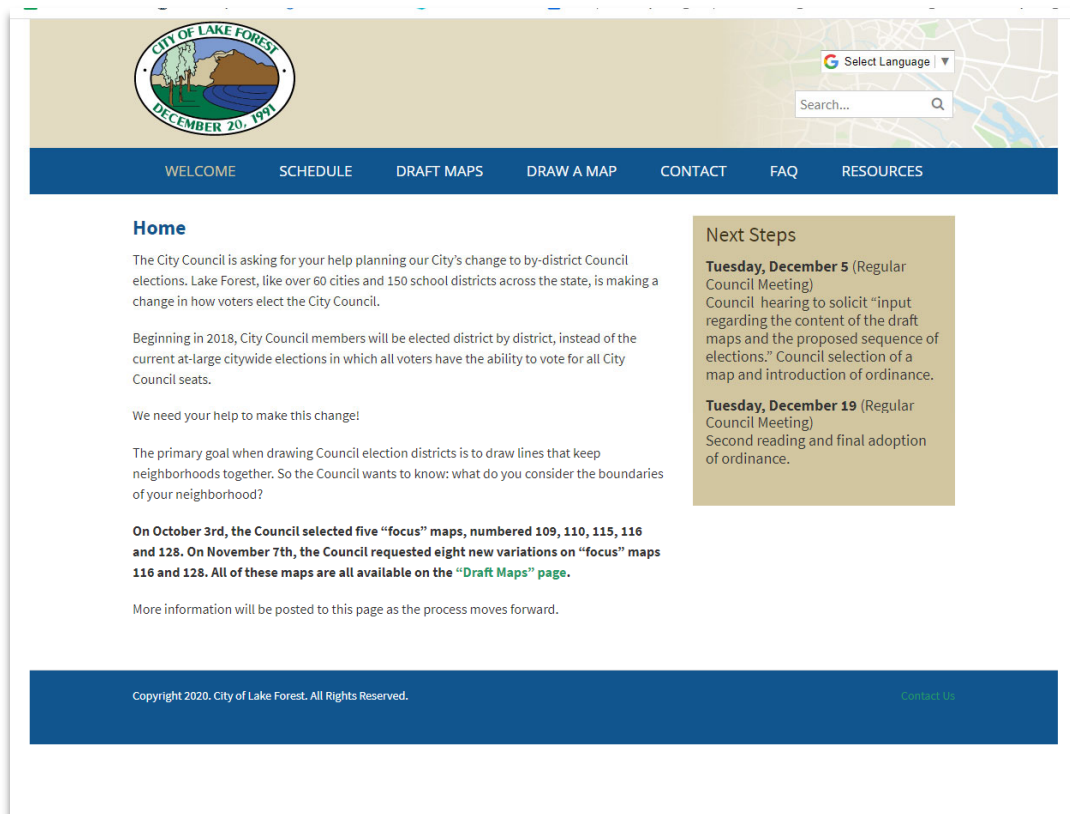 CITY OF LAKE FOREST
DECEMBER 20, 1991
Select Language ▼
Search...
WELCOME SCHEDULE DRAFT MAPS DRAW A MAP CONTACT FAQ RESOURCES
Home
The City Council is asking for your help planning our City’s change to by-district Council
elections. Lake Forest, like over 60 cities and 150 school districts across the state, is making a
change in how voters elect the City Council.
Beginning in 2018, City Council members will be elected district by district, instead of the
current at-large citywide elections in which all voters have the ability to vote for all City
Council seats.
We need your help to make this change!
The primary goal when drawing Council election districts is to draw lines that keep
neighborhoods together. So the Council wants to know: what do you consider the boundaries
of your neighborhood?
On October 3rd, the Council selected five “focus” maps, numbered 109, 110, 115, 116
and 128. On November 7th, the Council requested eight new variations on “focus” maps
116 and 128. All of these maps are all available on the “Draft Maps” page.
More information will be posted to this page as the process moves forward.
Next Steps
Tuesday, December 5 (Regular
Council Meeting)
Council hearing to solicit “input
regarding the content of the draft
maps and the proposed sequence of
elections.” Council selection of a
map and introduction of ordinance.
Tuesday, December 19 (Regular
Council Meeting)
Second reading and final adoption
of ordinance.
Copyright 2020. City of Lake Forest. All Rights Reserved.
Contact Us